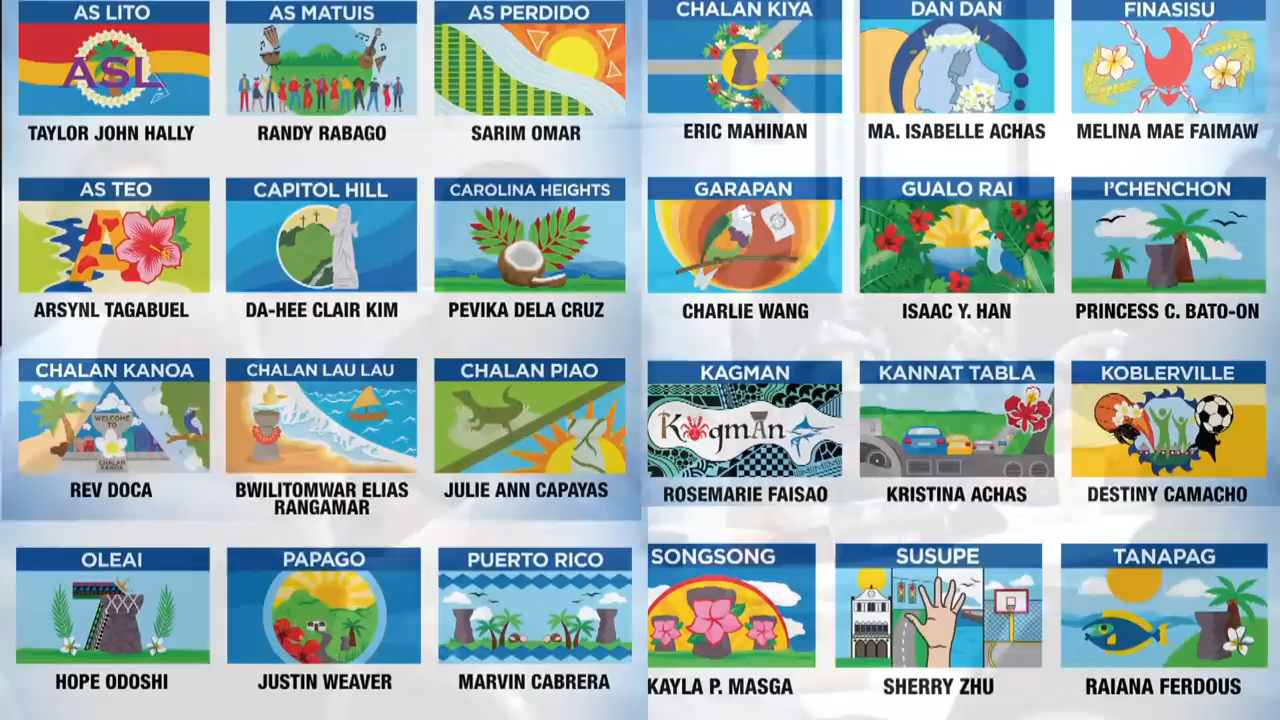 AS LITO
AS MATUIS
AS PERDIDO
CHALAN KIYA
DAN DAN
FINASISU
ASL
TAYLOR JOHN HALLY
RANDY RABAGO
SARIM OMAR
ERIC MAHINAN
MA. ISABELLE ACHAS
MELINA MAE FAIMAW
AS TEO
CAPITOL HILL
CAROLINA HEIGHTS
GARAPAN
GUALO RAI
I'CHENCHON
A
ARSYNL TAGABUEL
DA-HEE CLAIR KIM
PEVIKA DELA CRUZ
CHARLIE WANG
ISAAC Y. HAN
PRINCESS C. BATO-ON
CHALAN KANOA
CHALAN LAU LAU
CHALAN PIAO
KAGMAN
KANNAT TABLA
KOBLERVILLE
WELCOME
TO
CHALAN
KANOA
KagmAn
REV DOCA
BWILITOMWAR ELIAS
RANGAMAR
JULIE ANN CAPAYAS
ROSEMARIE FAISAO
KRISTINA ACHAS
DESTINY CAMACHO
OLEAI
PAPAGO
PUERTO RICO
SONGSONG
SUSUPE
TANAPAG
7
HOPE ODOSHI
JUSTIN WEAVER
MARVIN CABRERA
KAYLA P. MASGA
SHERRY ZHU
RAIANA FERDOUS